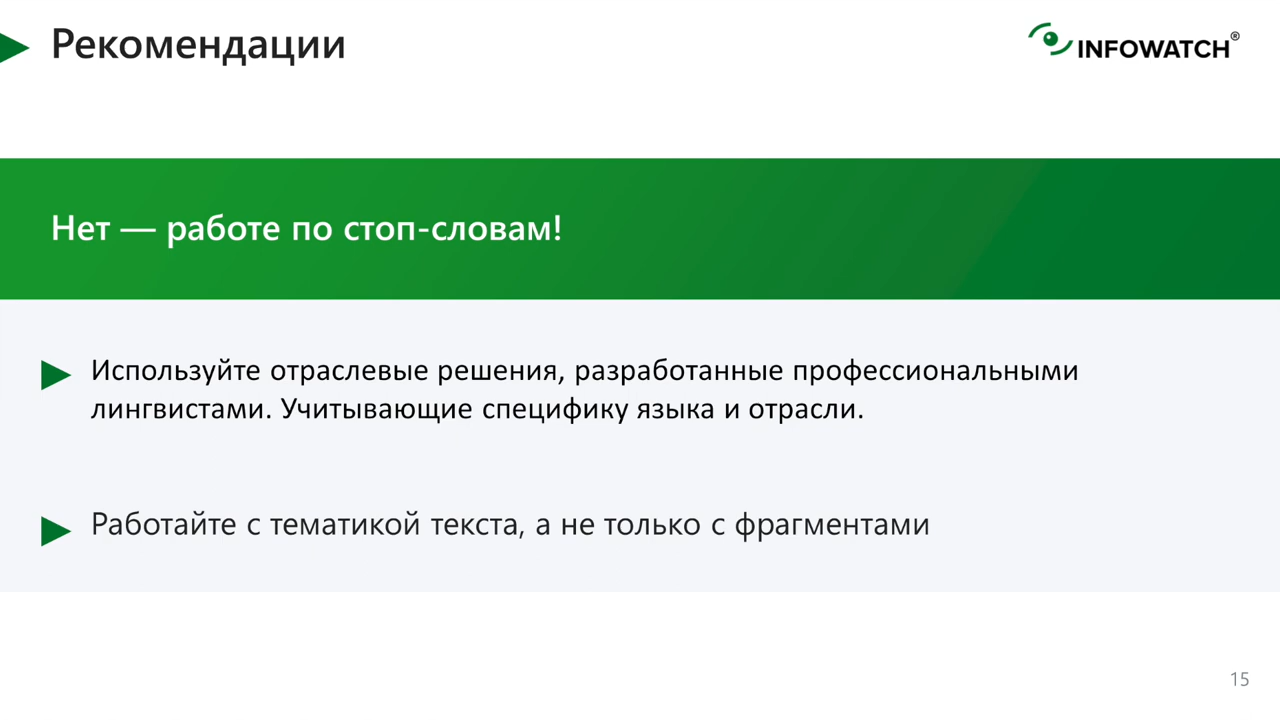 Рекомендации
INFOWATCH®
Нет — работе по стоп-словам!
Используйте отраслевые решения, разработанные профессиональными
лингвистами. Учитывающие специфику языка и отрасли.
Работайте с тематикой текста, а не только с фрагментами
15